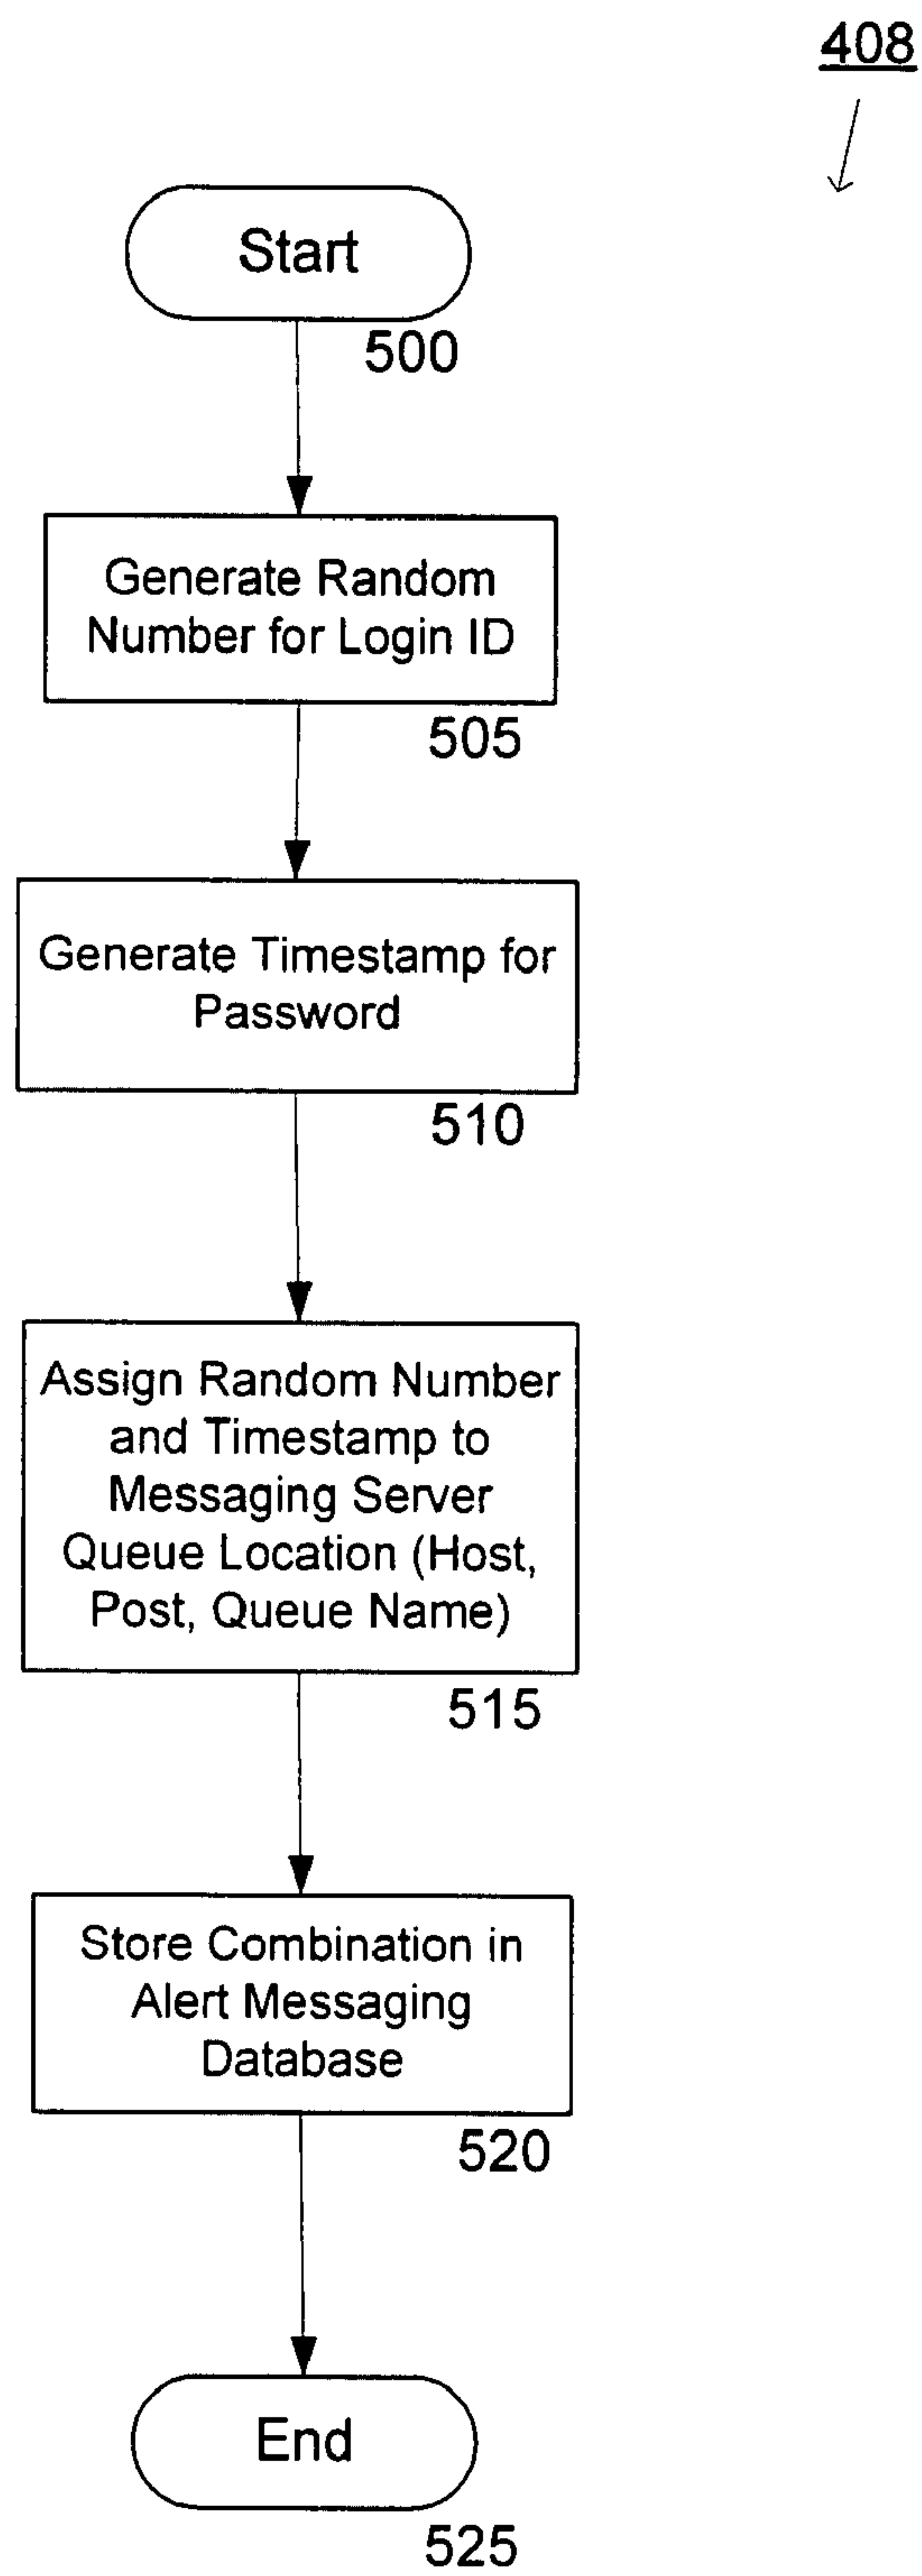 408
Start
500
Generate Random
Number for Login ID
505
Generate Timestamp for
Password
510
Assign Random Number
and Timestamp to
Messaging Server
Queue Location (Host,
Post, Queue Name)
515
Store Combination in
Alert Messaging
Database
520
End
525